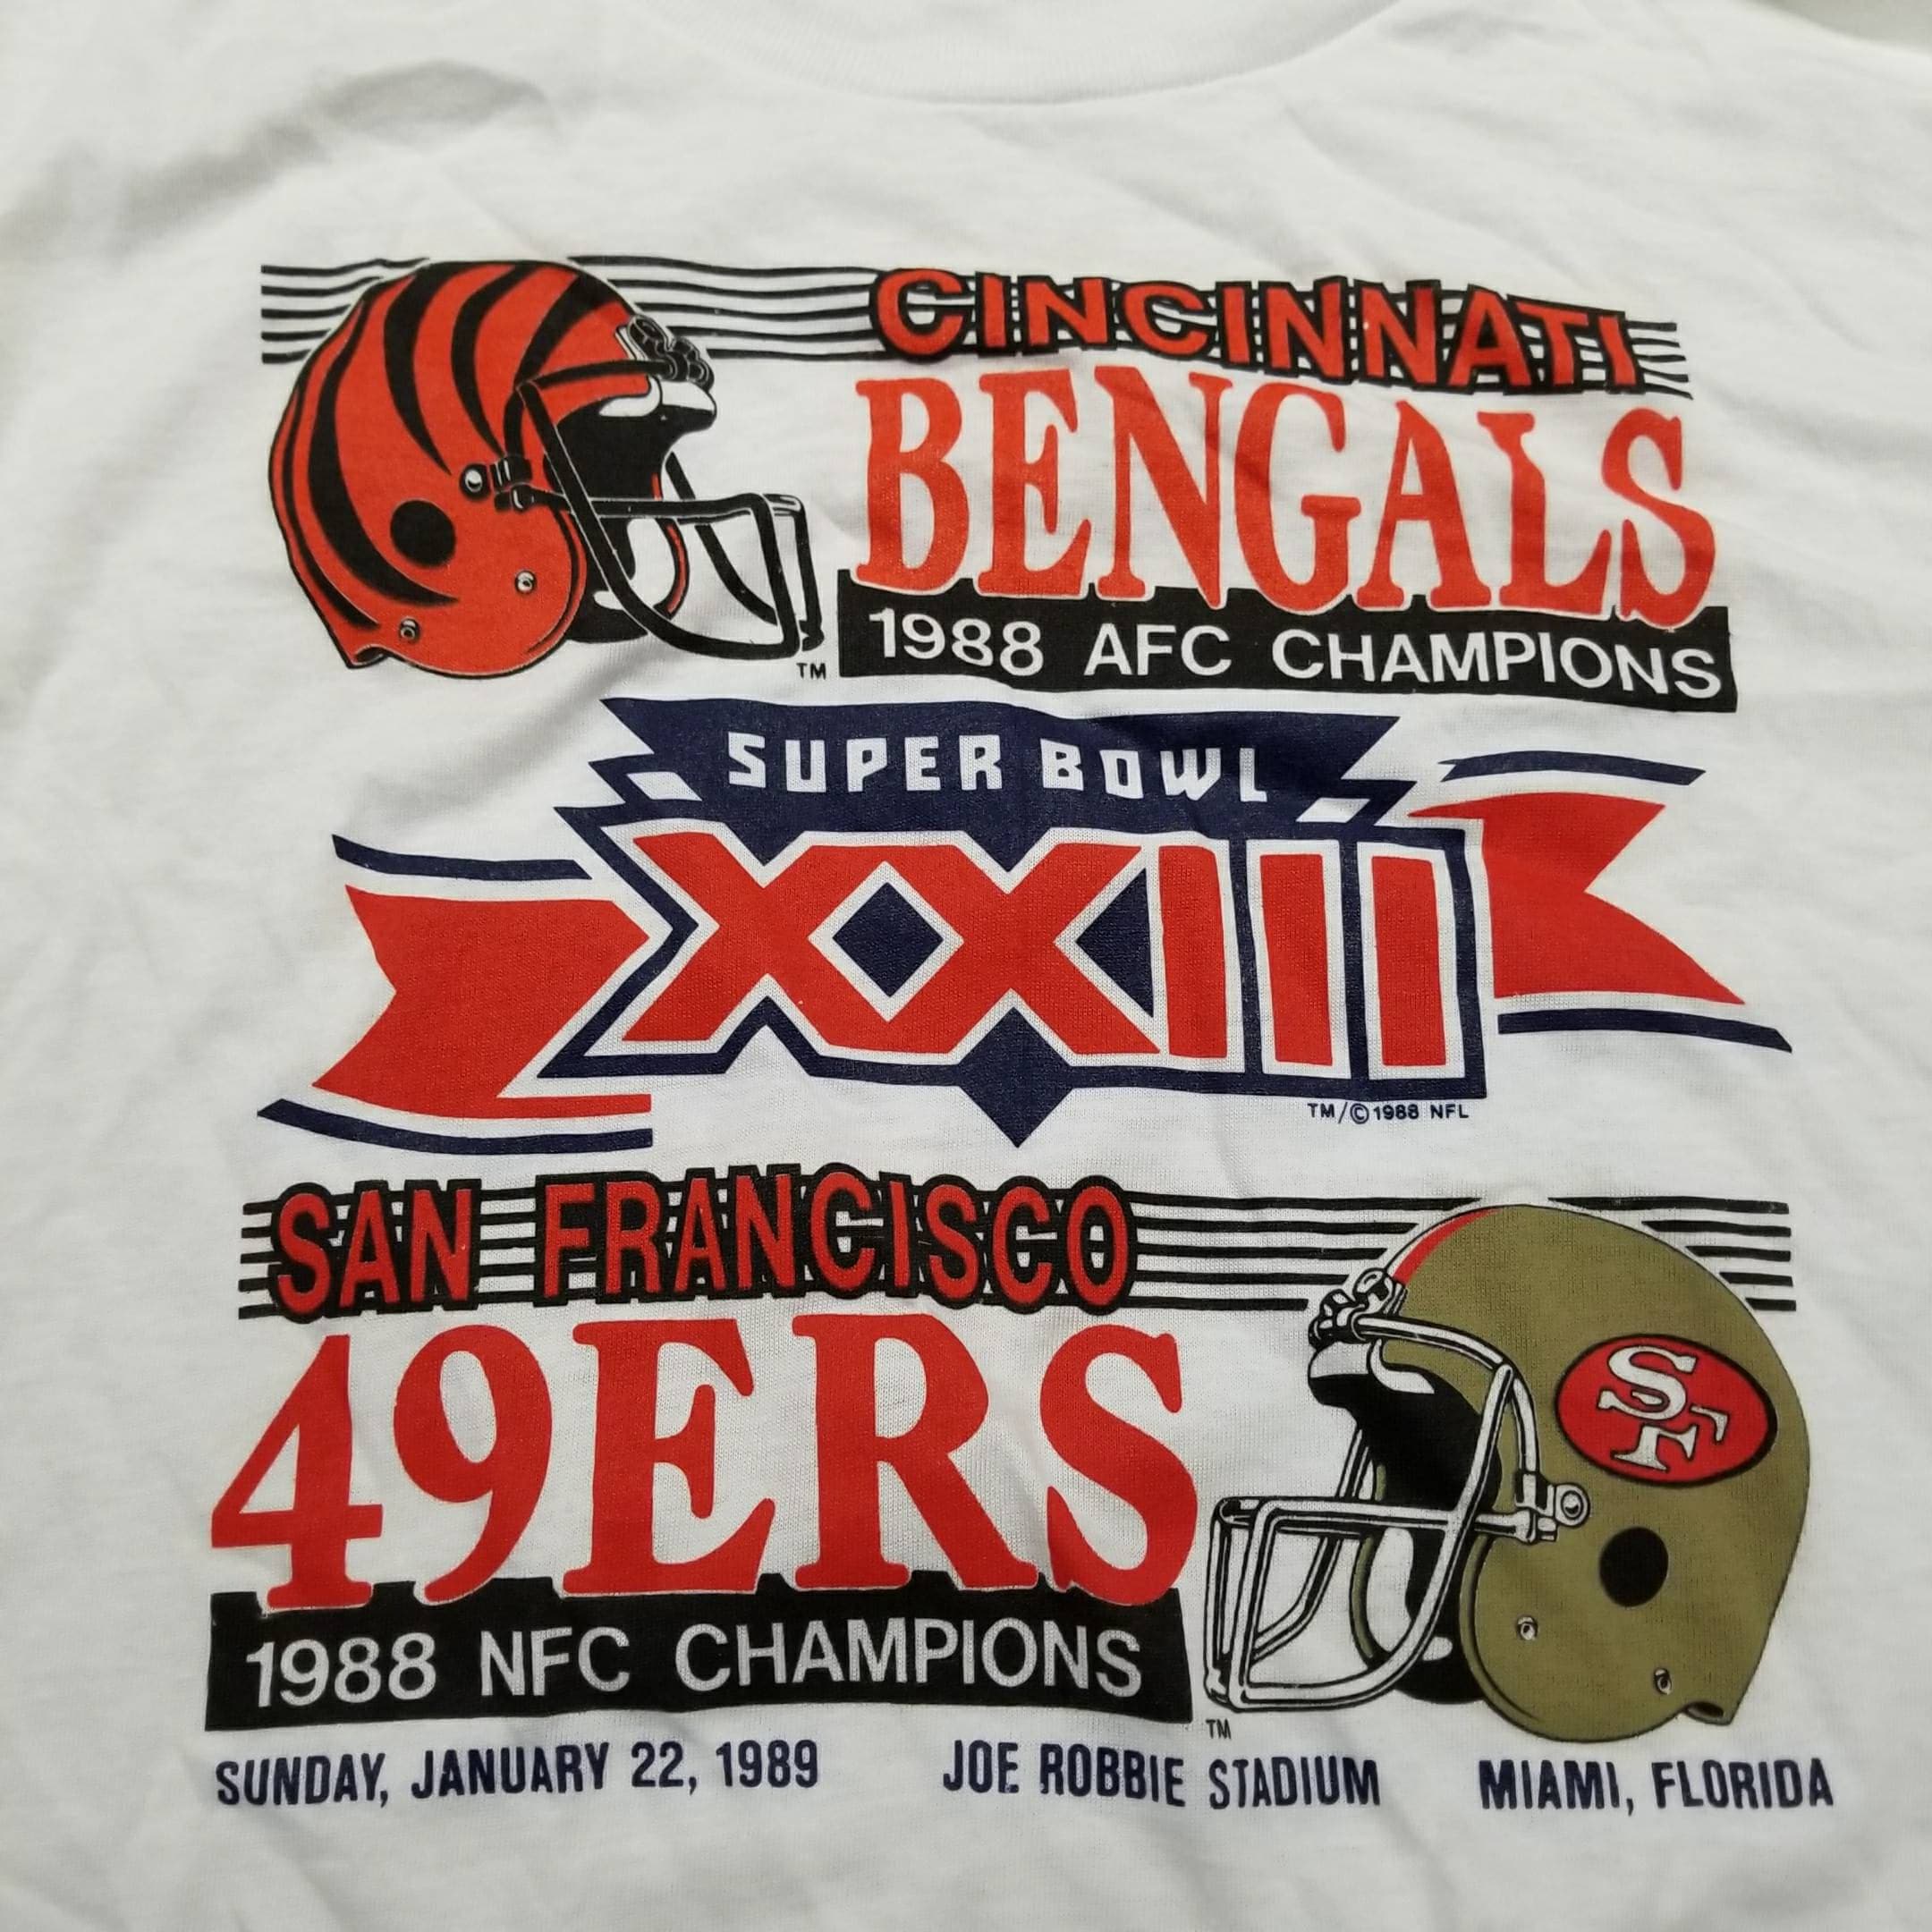 CINCINNATI
BENGALS
1988 AFC CHAMPIONS
TM
SUPER BOWL
XXIII
TM/©1988 NFL
SAN FRANCISCO
49ERS
SF
1988 NFC CHAMPIONS
TM
SUNDAY, JANUARY 22, 1989 JOE ROBBIE STADIUM MIAMI, FLORIDA